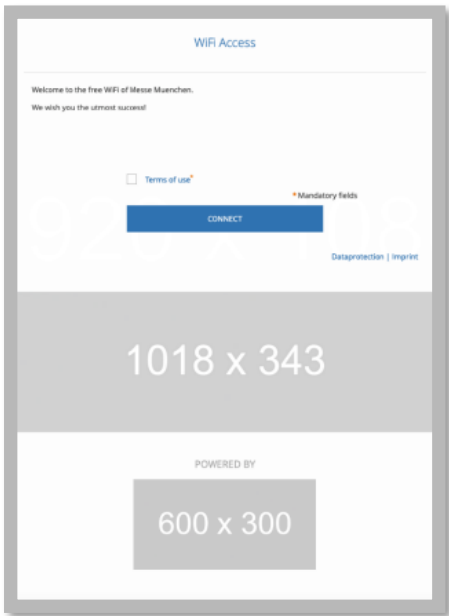 WiFi Access
Welcome to the free WiFi of Messe Muenchen.
We wish you the utmost success!
Terms of use*
*Mandatory fields
CONNECT
Dataprotection | Imprint
1018 x 343
POWERED BY
600 x 300